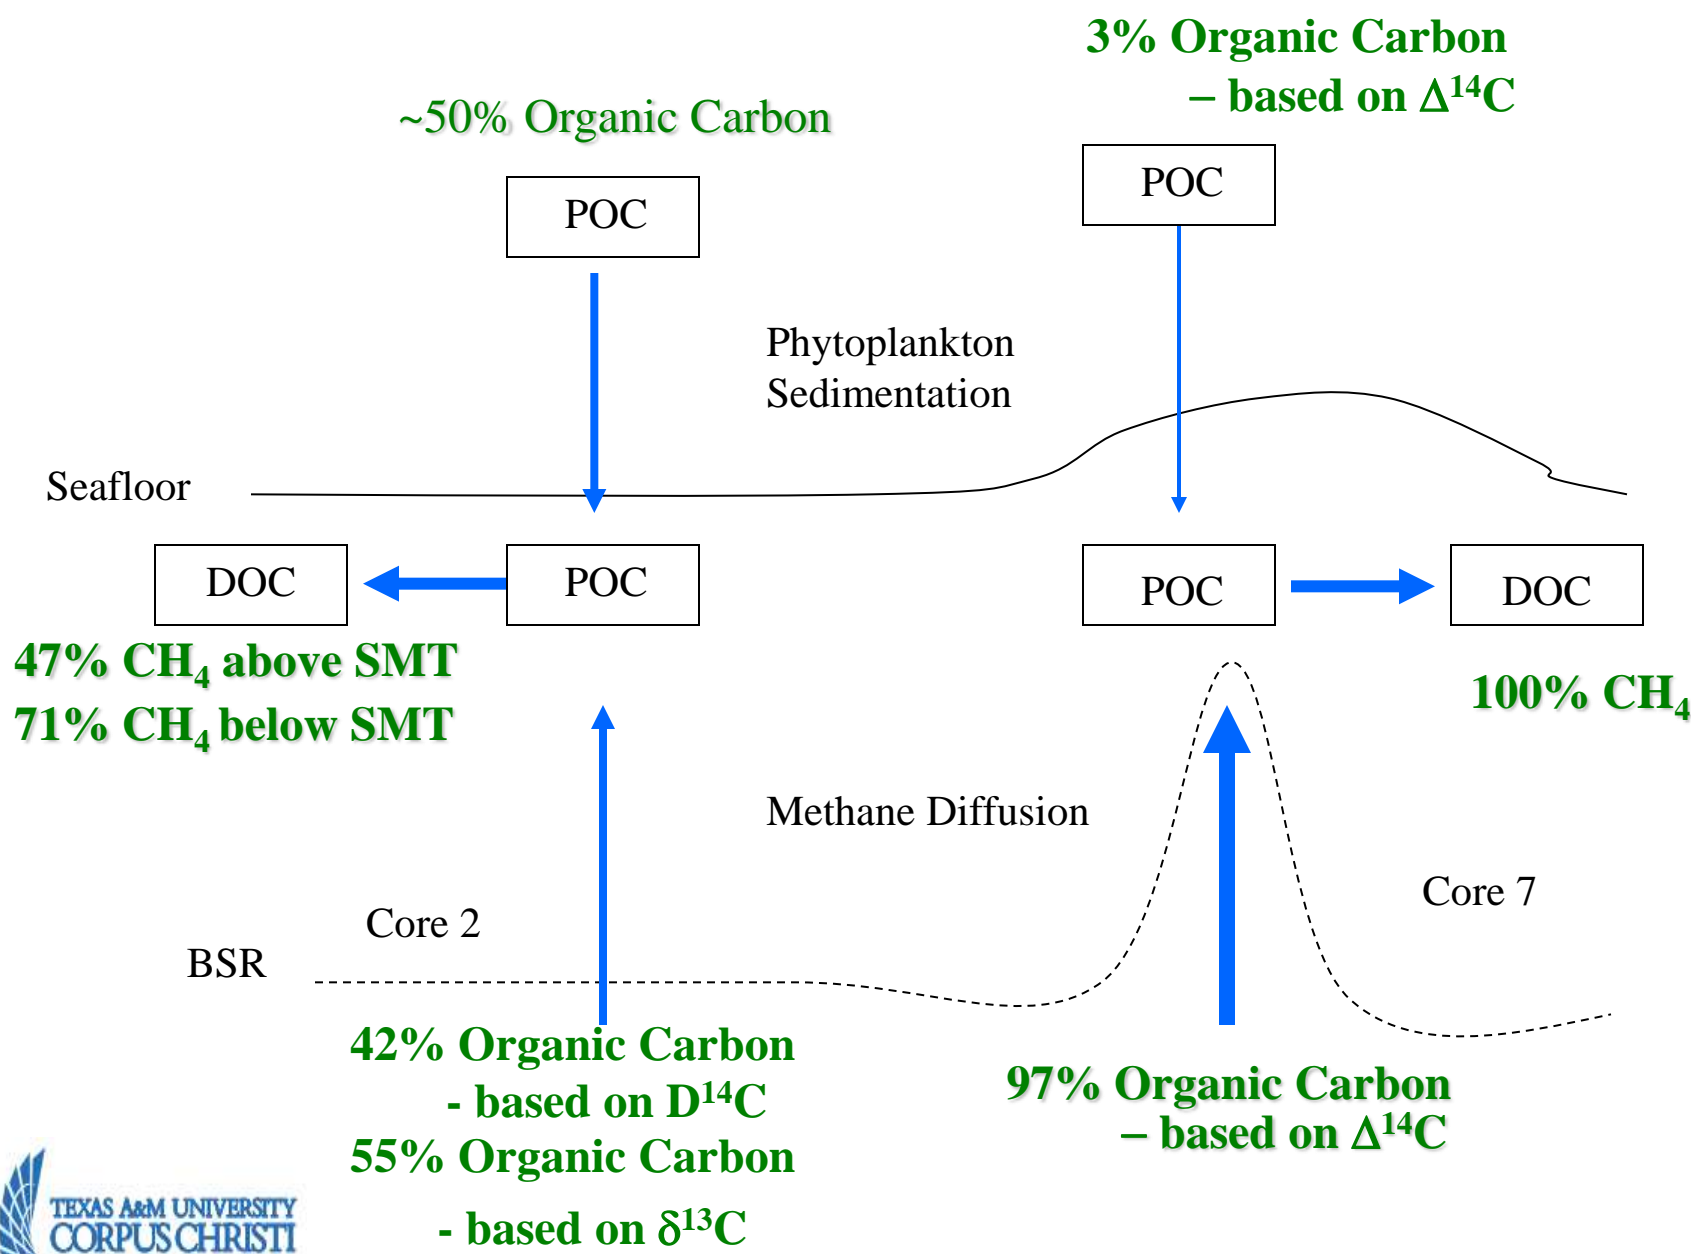 3% Organic Carbon
– based on Δ¹⁴C
~50% Organic Carbon
POC
POC
Phytoplankton
Sedimentation
Seafloor
DOC
POC
POC
DOC
47% CH₄ above SMT
71% CH₄ below SMT
100% CH₄
Methane Diffusion
Core 7
Core 2
BSR
42% Organic Carbon
- based on D¹⁴C
55% Organic Carbon
- based on δ¹³C
97% Organic Carbon
– based on Δ¹⁴C
TEXAS A&M UNIVERSITY
CORPUS CHRISTI